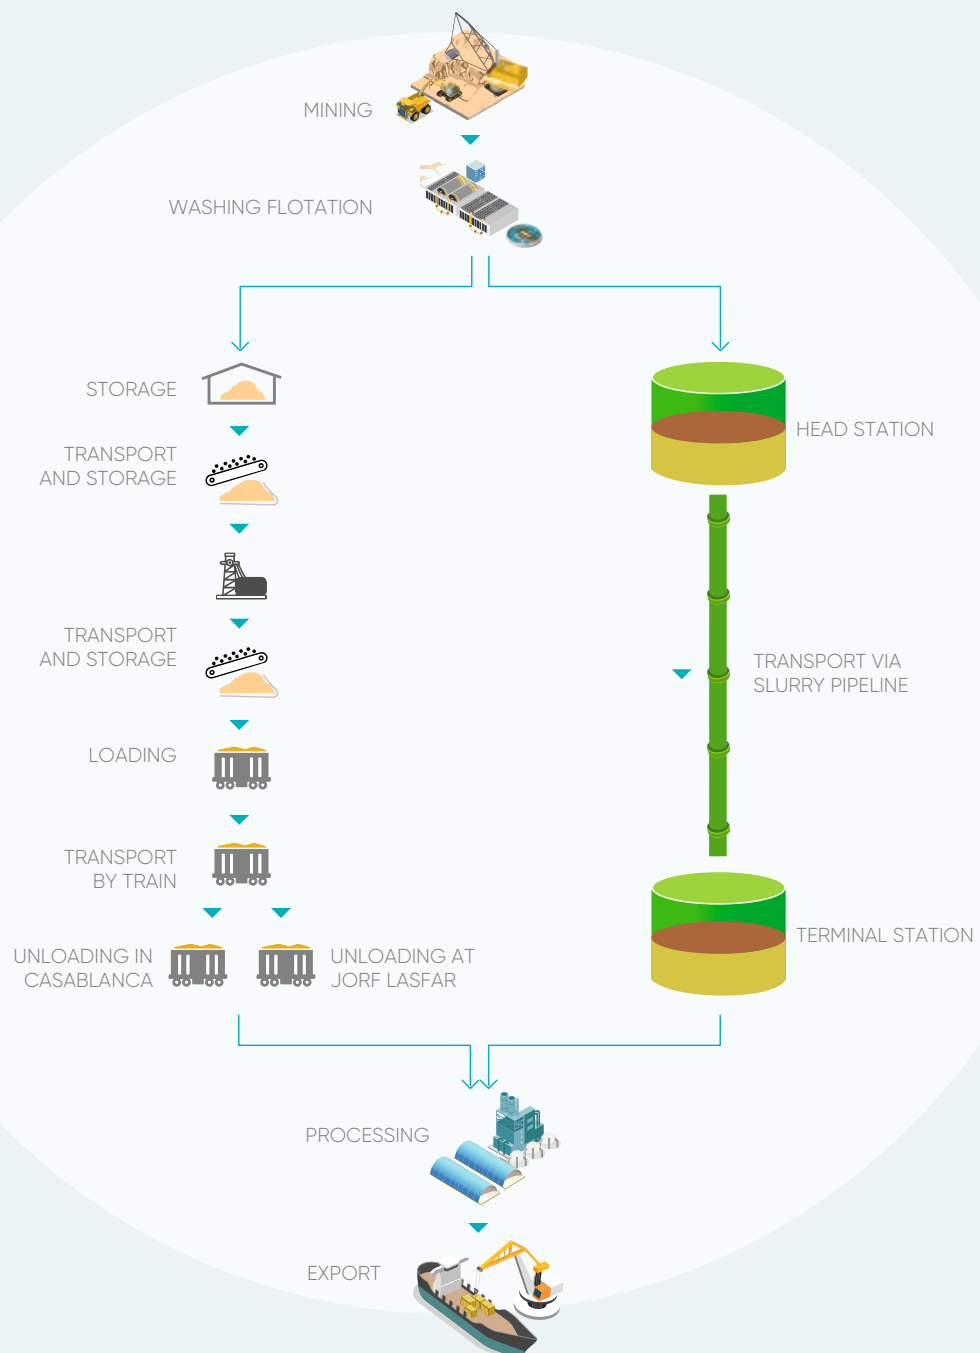 MINING
WASHING FLOTATION
STORAGE
TRANSPORT
AND STORAGE
TRANSPORT
AND STORAGE
LOADING
TRANSPORT
BY TRAIN
UNLOADING IN
CASABLANCA
UNLOADING AT
JORF LASFAR
HEAD STATION
TRANSPORT VIA
SLURRY PIPELINE
TERMINAL STATION
PROCESSING
EXPORT